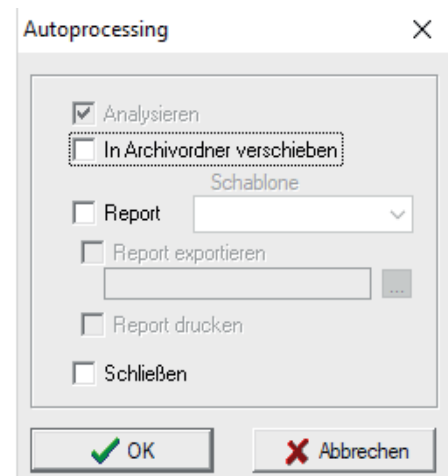 Autoprocessing
Analysieren
In Archivordner verschieben
Schablone
Report
Report exportieren
...
Report drucken
Schließen
OK Abbrechen